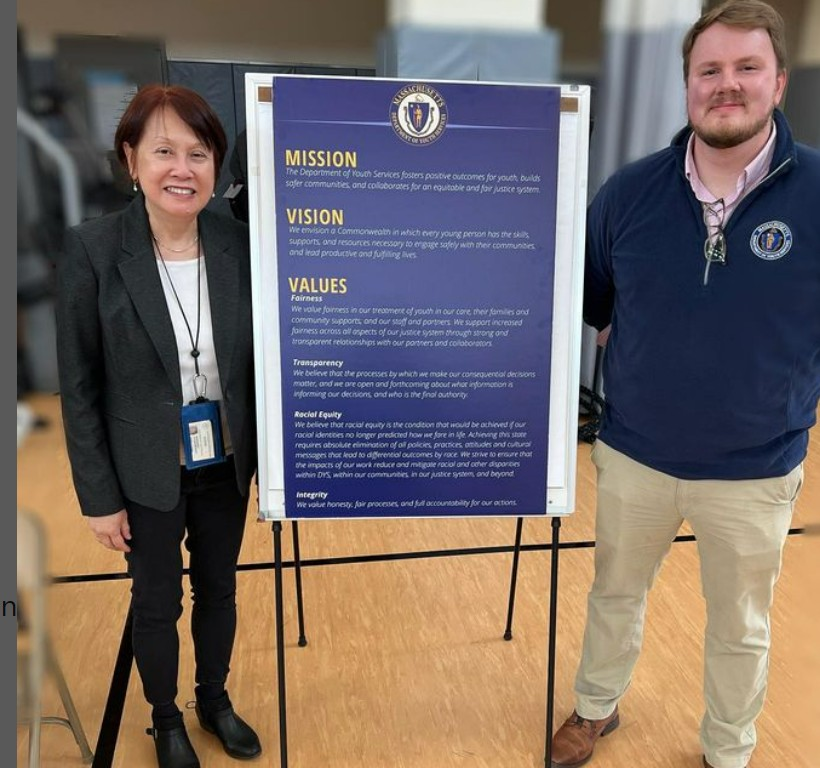 MASSACHUSETTS
DEPARTMENT OF YOUTH SERVICES
MISSION
The Department of Youth Services fosters positive outcomes for youth, builds
safer communities, and collaborates for an equitable and fair justice system.
VISION
We envision a Commonwealth in which every young person has the skills,
supports, and resources necessary to engage safely with their communities,
and lead productive and fulfilling lives.
VALUES
Fairness
We value fairness in our treatment of youth in our care, their families and
community supports; and our staff and partners. We support increased
fairness across all aspects of our justice system through strong and
transparent relationships with our partners and collaborators.
Transparency
We believe that the processes by which we make our consequential decisions
matter, and we are open and forthcoming about what information is
informing our decisions, and who is the final authority.
Racial Equity
We believe that racial equity is the condition that would be achieved if our
racial identities no longer predicted how we fare in life. Achieving this state
requires absolute elimination of all policies, practices, attitudes and cultural
messages that lead to differential outcomes by race. We strive to ensure that
the impacts of our work reduce and mitigate racial and other disparities
within DYS, within our communities, in our justice system, and beyond.
Integrity
We value honesty, fair processes, and full accountability for our actions.
n